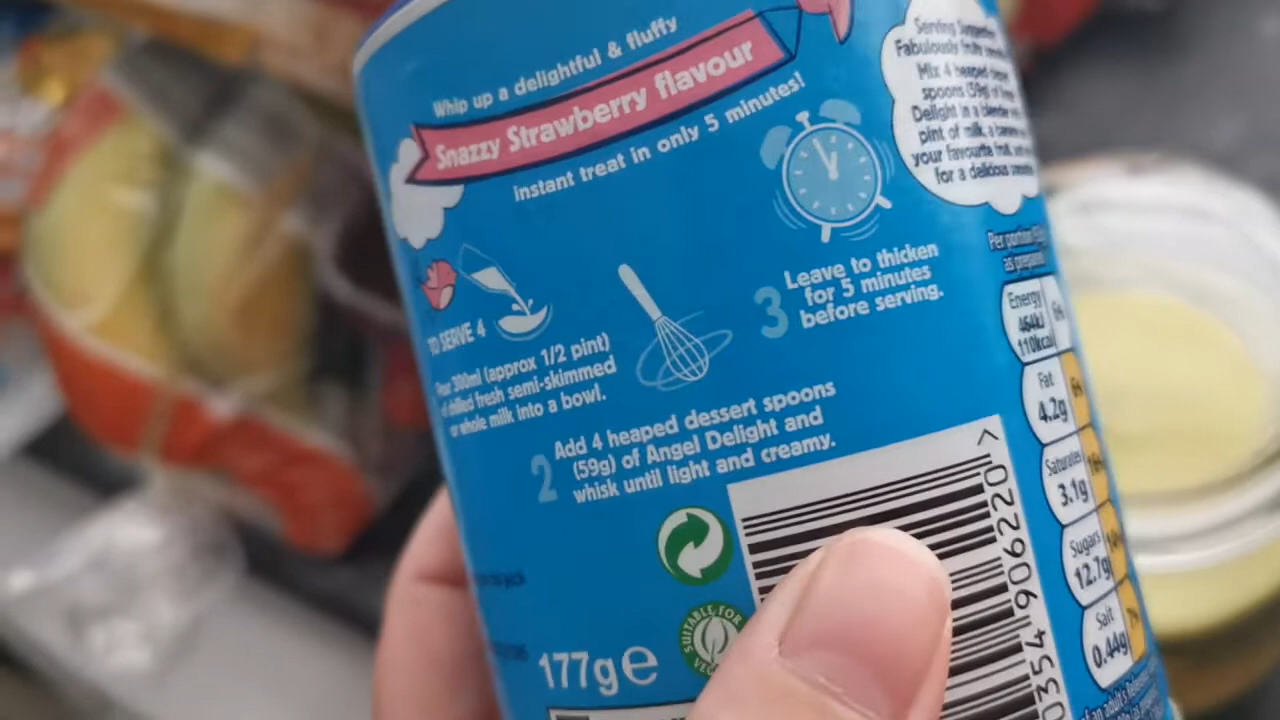 Whip up a delightful & fluffy
Snazzy Strawberry flavour
instant treat in only 5 minutes!
Serving
Fabulously fruity
Mix 4 heaped
spoons (59g) of
Delight in a blender
pint of milk, a banana
your favourite fruit
for a delicious
TO SERVE 4
300ml (approx 1/2 pint)
of chilled fresh semi-skimmed
or whole milk into a bowl.
2 Add 4 heaped dessert spoons
(59g) of Angel Delight and
whisk until light and creamy.
3 Leave to thicken
for 5 minutes
before serving.
Per portion
as prepared
Energy
464kJ
110kcal
Fat
4.2g
Saturates
3.1g
Sugars
12.7g
Salt
0.44g
SUITABLE FOR
177g e
0354 906220 >